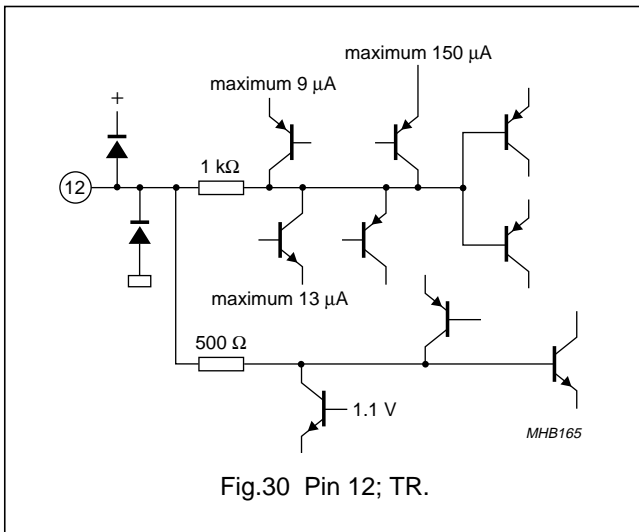 maximum 150 µA
maximum 9 µA
+
1 kΩ
12
maximum 13 µA
500 Ω
1.1 V
MHB165
Fig.30 Pin 12; TR.